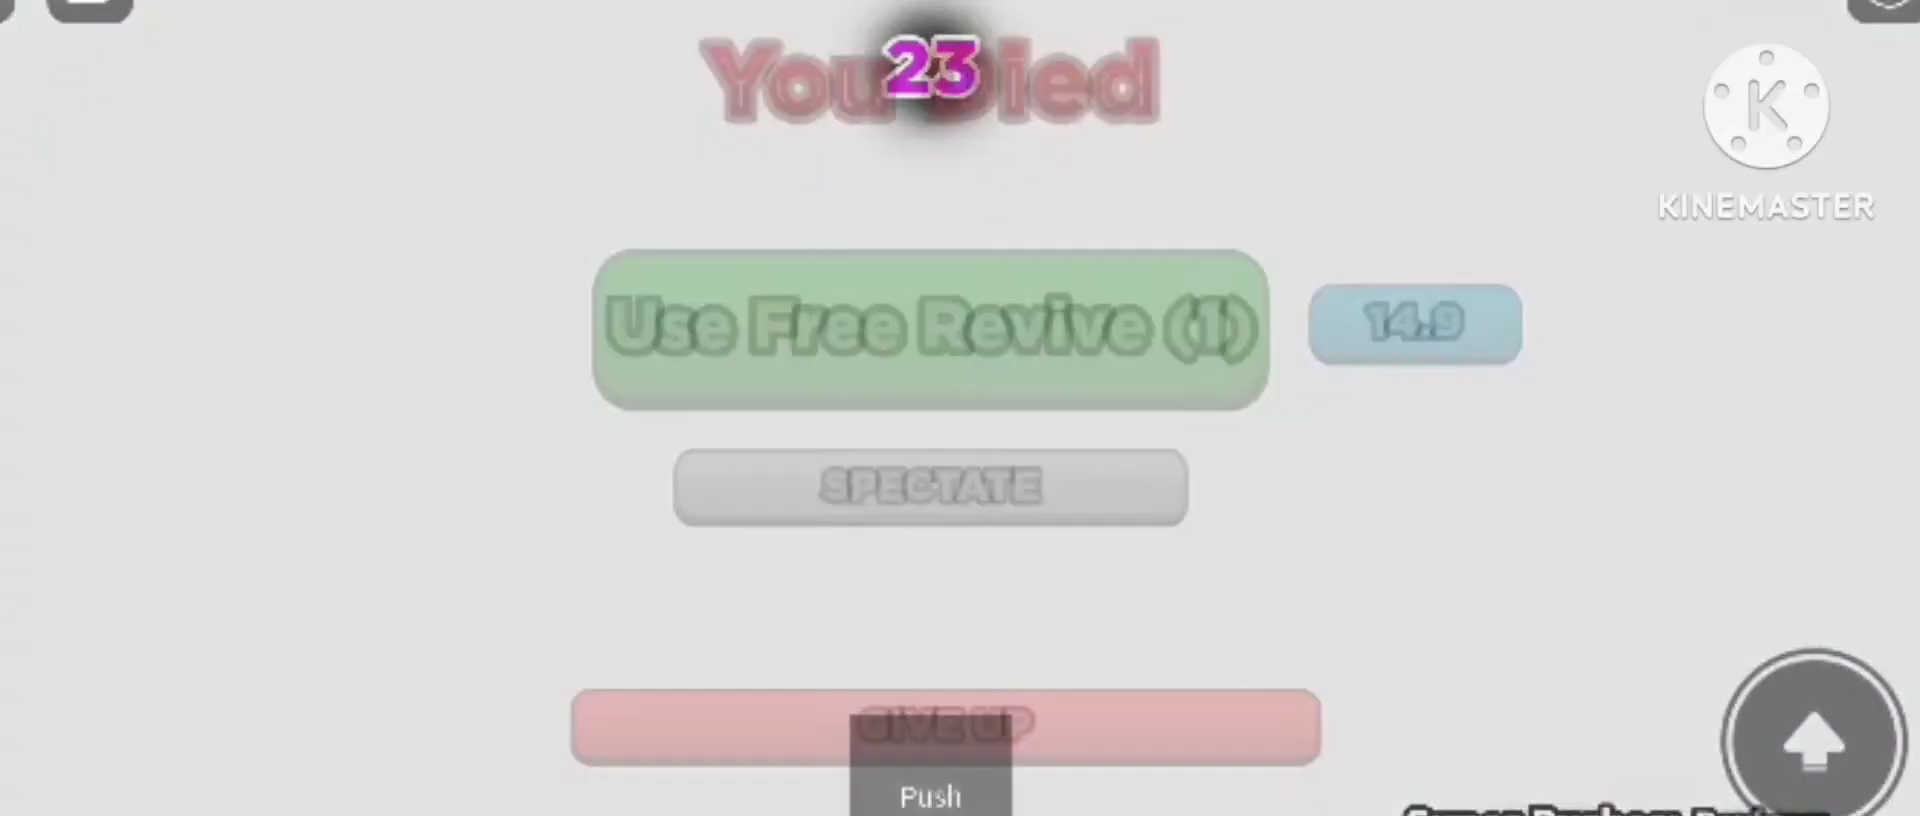 You Died
23
K
KINEMASTER
Use Free Revive (1)
14.9
SPECTATE
GIVE UP
Push